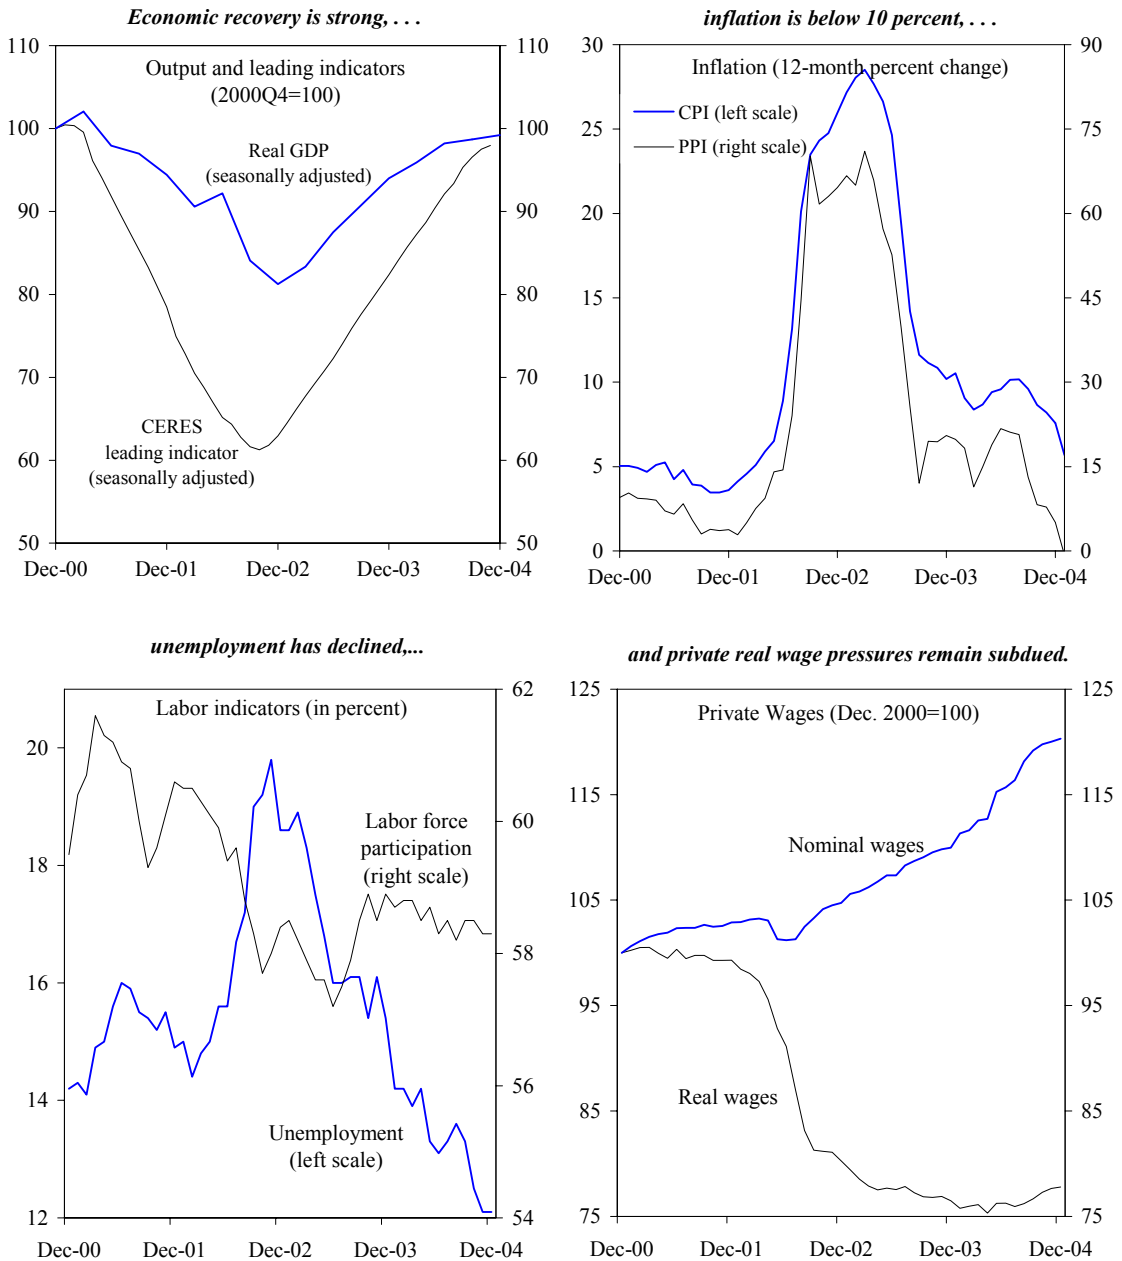 Economic recovery is strong, . . .
110
100
90
80
70
60
50
110
100
90
80
70
60
50
Output and leading indicators
(2000Q4=100)
Real GDP
(seasonally adjusted)
CERES
leading indicator
(seasonally adjusted)
Dec-00 Dec-01 Dec-02 Dec-03 Dec-04
inflation is below 10 percent, . . .
30
25
20
15
10
5
0
90
75
60
45
30
15
0
Inflation (12-month percent change)
CPI (left scale)
PPI (right scale)
Dec-00 Dec-01 Dec-02 Dec-03 Dec-04
unemployment has declined,...
20
18
16
14
12
62
60
58
56
54
Labor indicators (in percent)
Labor force
participation
(right scale)
Unemployment
(left scale)
Dec-00 Dec-01 Dec-02 Dec-03 Dec-04
and private real wage pressures remain subdued.
125
115
105
95
85
75
125
115
105
95
85
75
Private Wages (Dec. 2000=100)
Nominal wages
Real wages
Dec-00 Dec-01 Dec-02 Dec-03 Dec-04